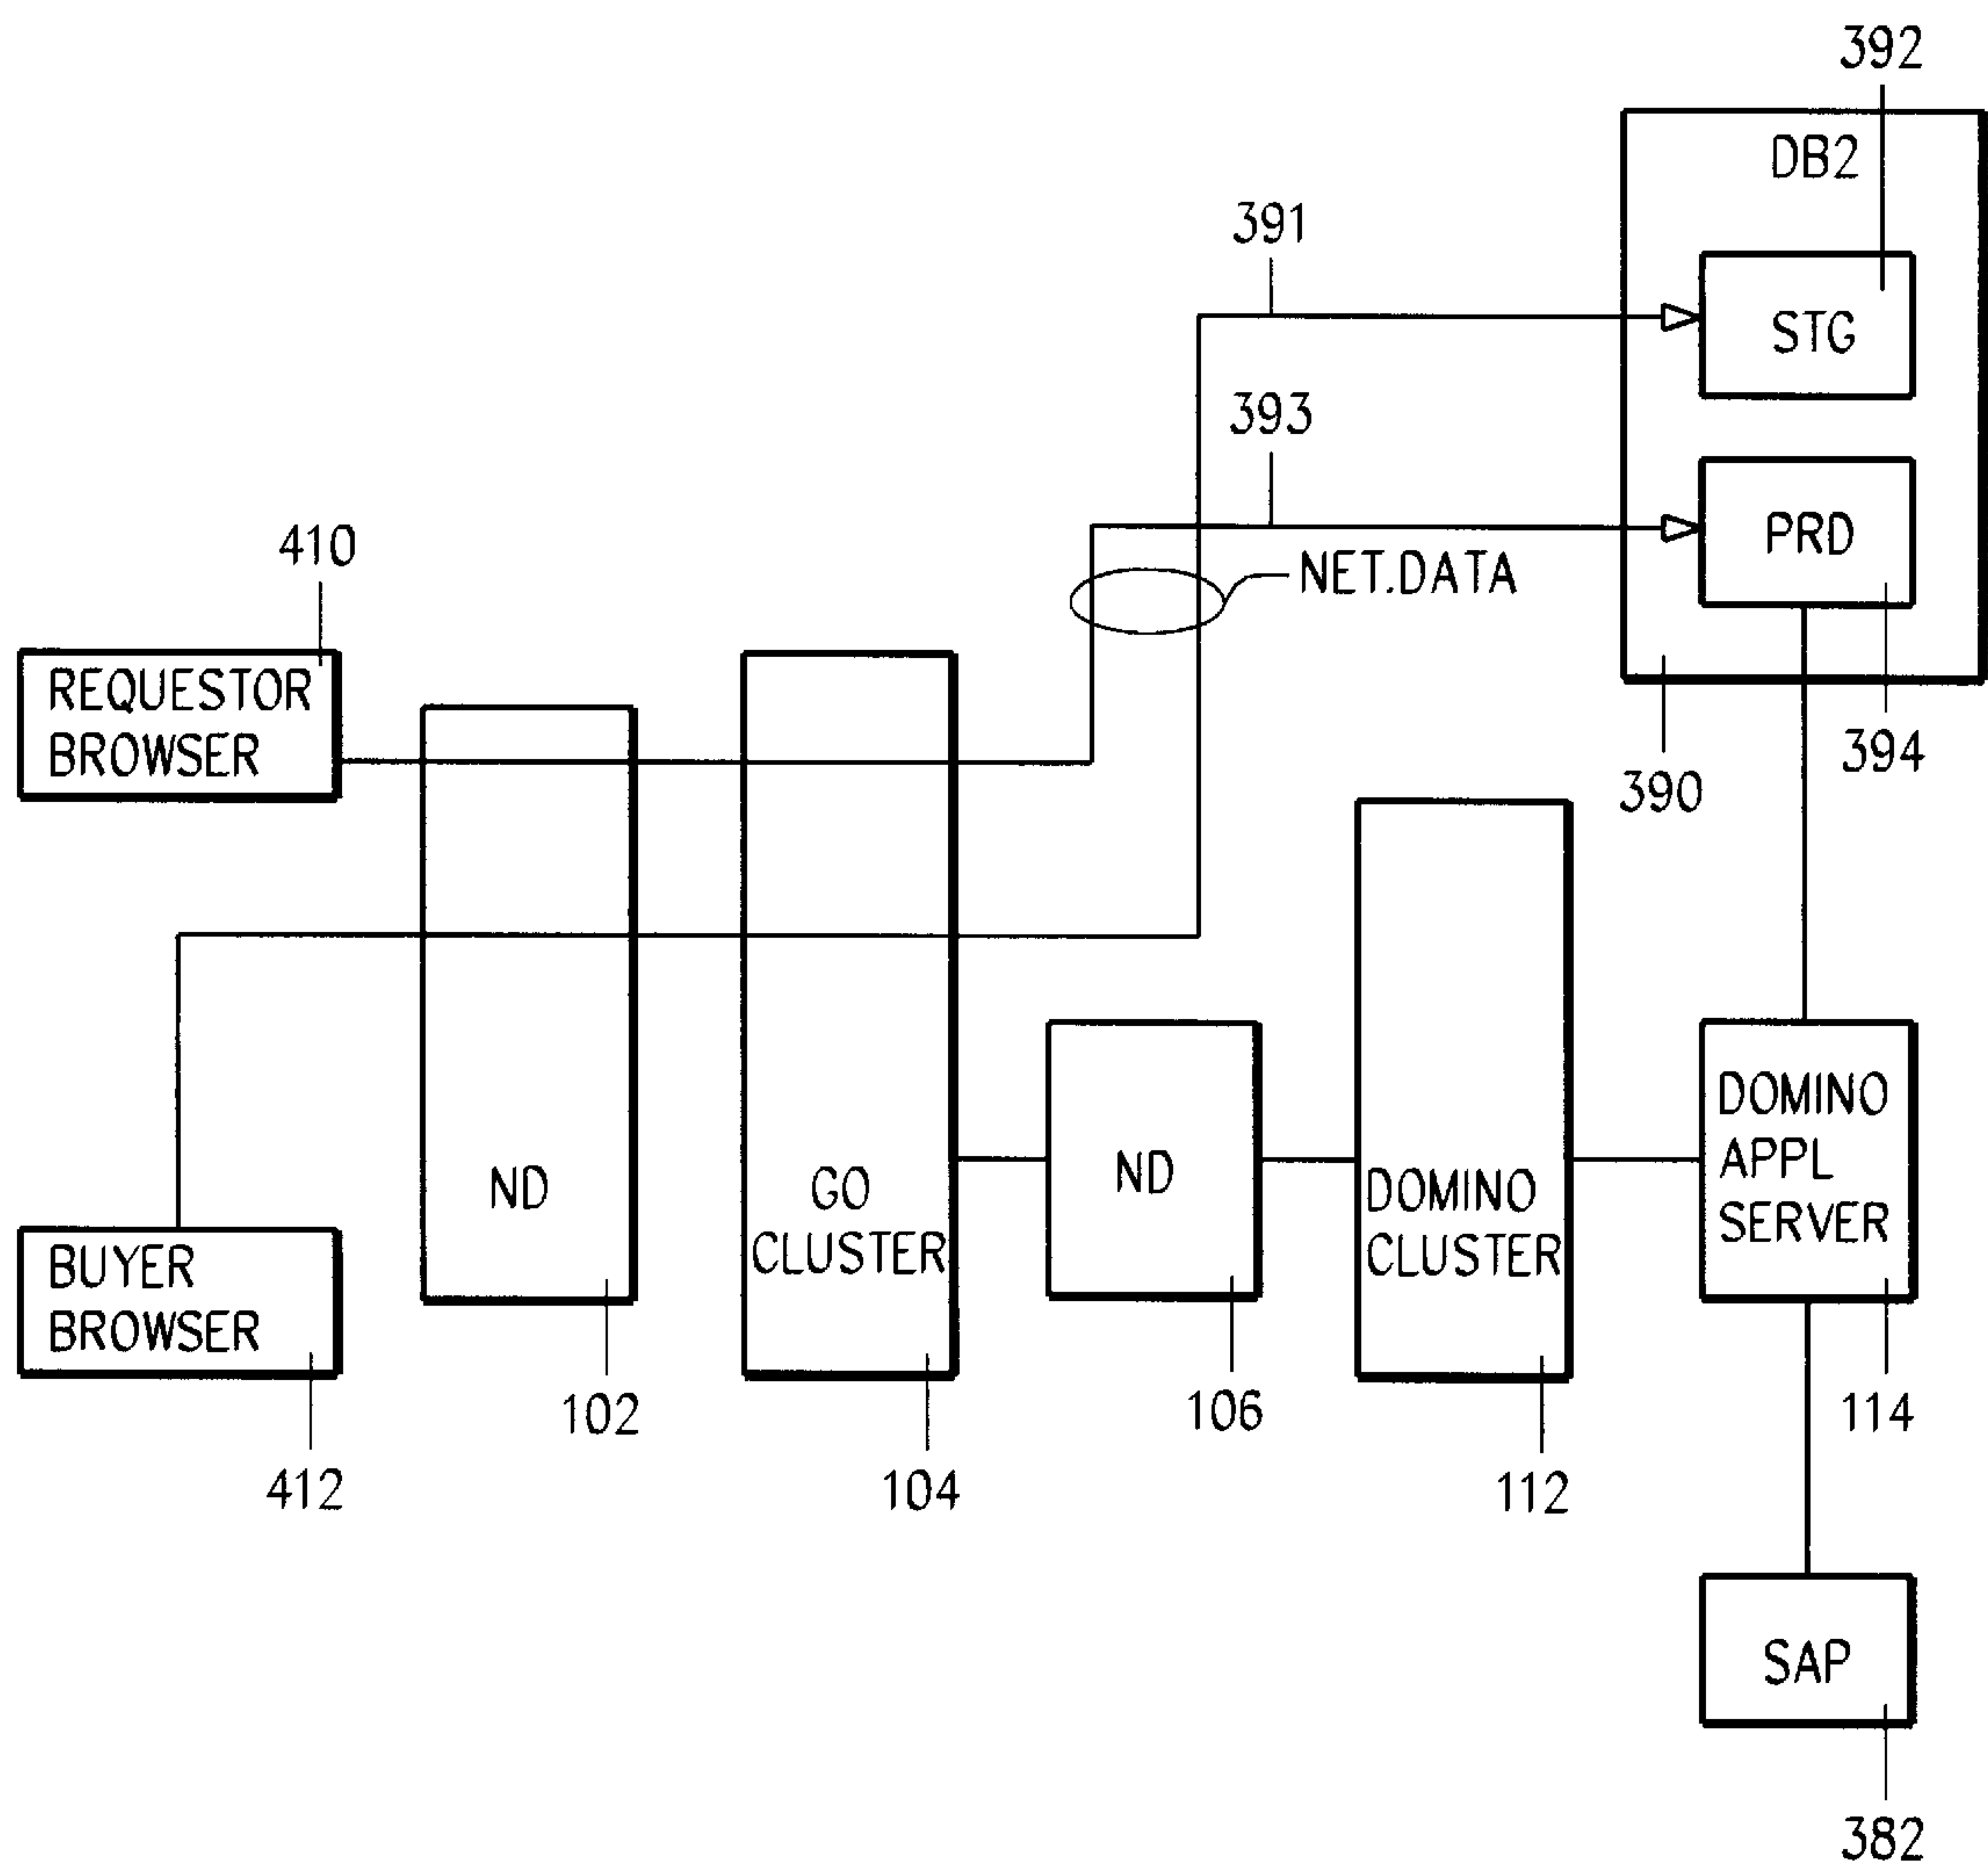 392
DB2
391
STG
393
410
PRD
NET.DATA
REQUESTOR
BROWSER
394
390
DOMINO
APPL
SERVER
ND
ND
GO
CLUSTER
DOMINO
CLUSTER
BUYER
BROWSER
102
106
114
412
104
112
SAP
382